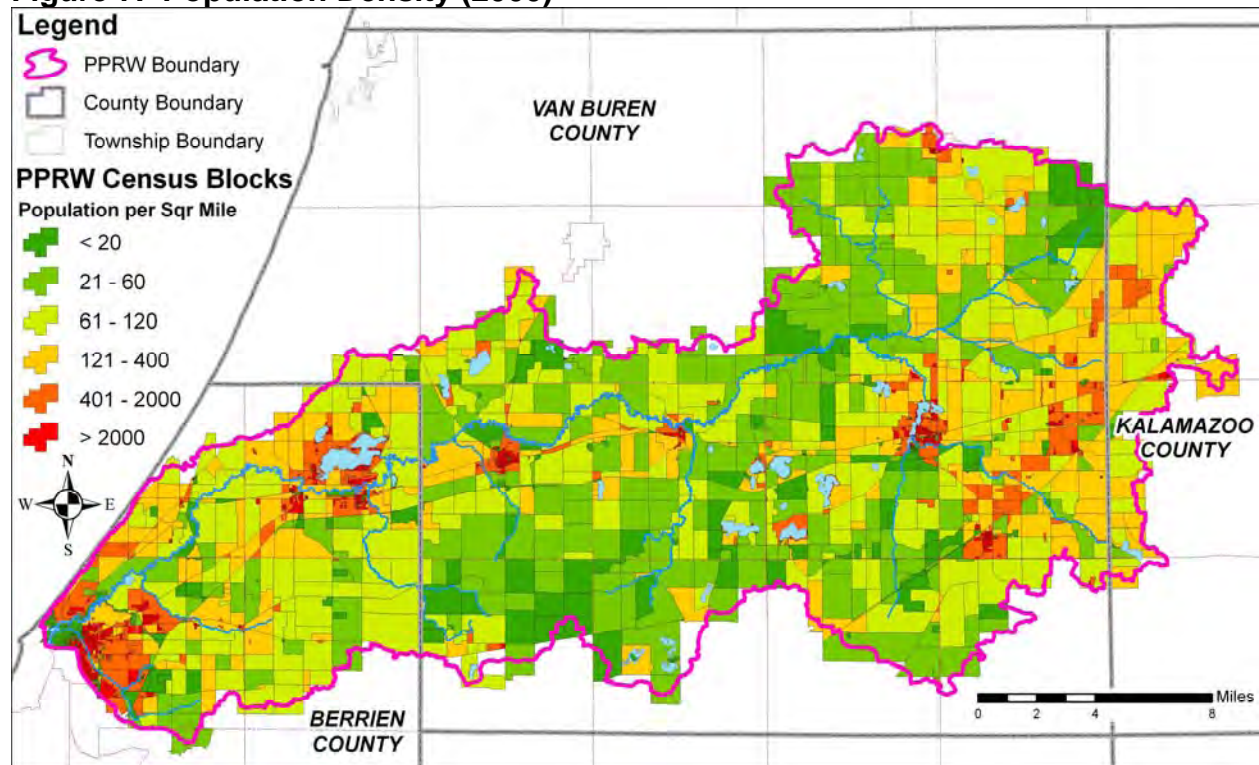 Legend
PPRW Boundary
County Boundary
Township Boundary
PPRW Census Blocks
Population per Sqr Mile
< 20
21 - 60
61 - 120
121 - 400
401 - 2000
> 2000
N
W
E
S
VAN BUREN
COUNTY
KALAMAZOO
COUNTY
BERRIEN
COUNTY
Miles
0 2 4 8